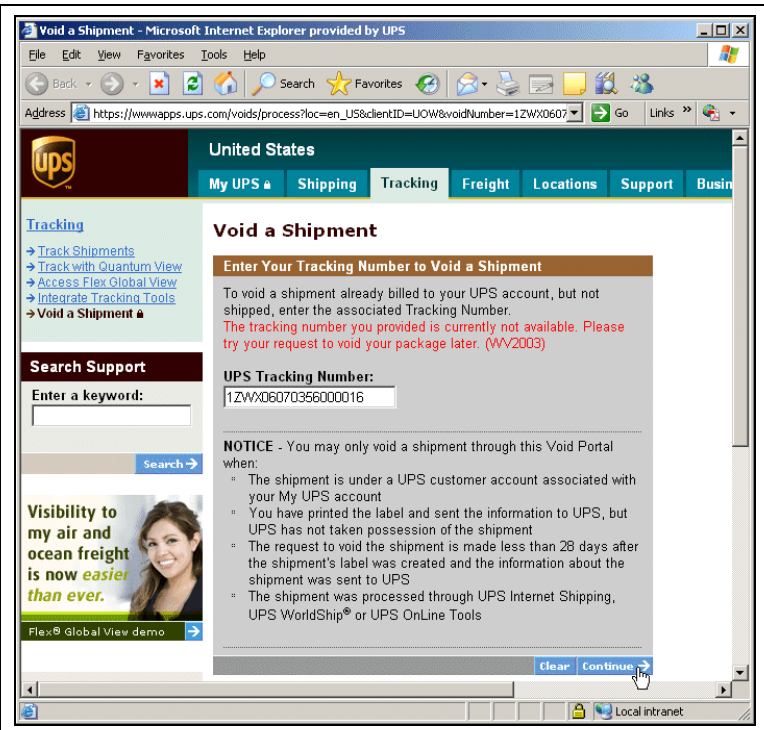 Void a Shipment - Microsoft Internet Explorer provided by UPS
File Edit View Favorites Tools Help
Back Search Favorites
Address https://wwwapps.ups.com/voids/process?loc=en_US&clientID=UOW&voidNumber=1ZWX0607 Go Links »
ups
United States
My UPS Shipping Tracking Freight Locations Support Busin
Tracking
Track Shipments
Track with Quantum View
Access Flex Global View
Integrate Tracking Tools
Void a Shipment
Search Support
Enter a keyword:
Search
Visibility to
my air and
ocean freight
is now easier
than ever.
Flex® Global View demo
Void a Shipment
Enter Your Tracking Number to Void a Shipment
To void a shipment already billed to your UPS account, but not
shipped, enter the associated Tracking Number.
The tracking number you provided is currently not available. Please
try your request to void your package later. (WV2003)
UPS Tracking Number:
1ZWX06070356000016
NOTICE - You may only void a shipment through this Void Portal
when:
The shipment is under a UPS customer account associated with
your My UPS account
You have printed the label and sent the information to UPS, but
UPS has not taken possession of the shipment
The request to void the shipment is made less than 28 days after
the shipment's label was created and the information about the
shipment was sent to UPS
The shipment was processed through UPS Internet Shipping,
UPS WorldShip® or UPS OnLine Tools
Clear Continue
Local intranet